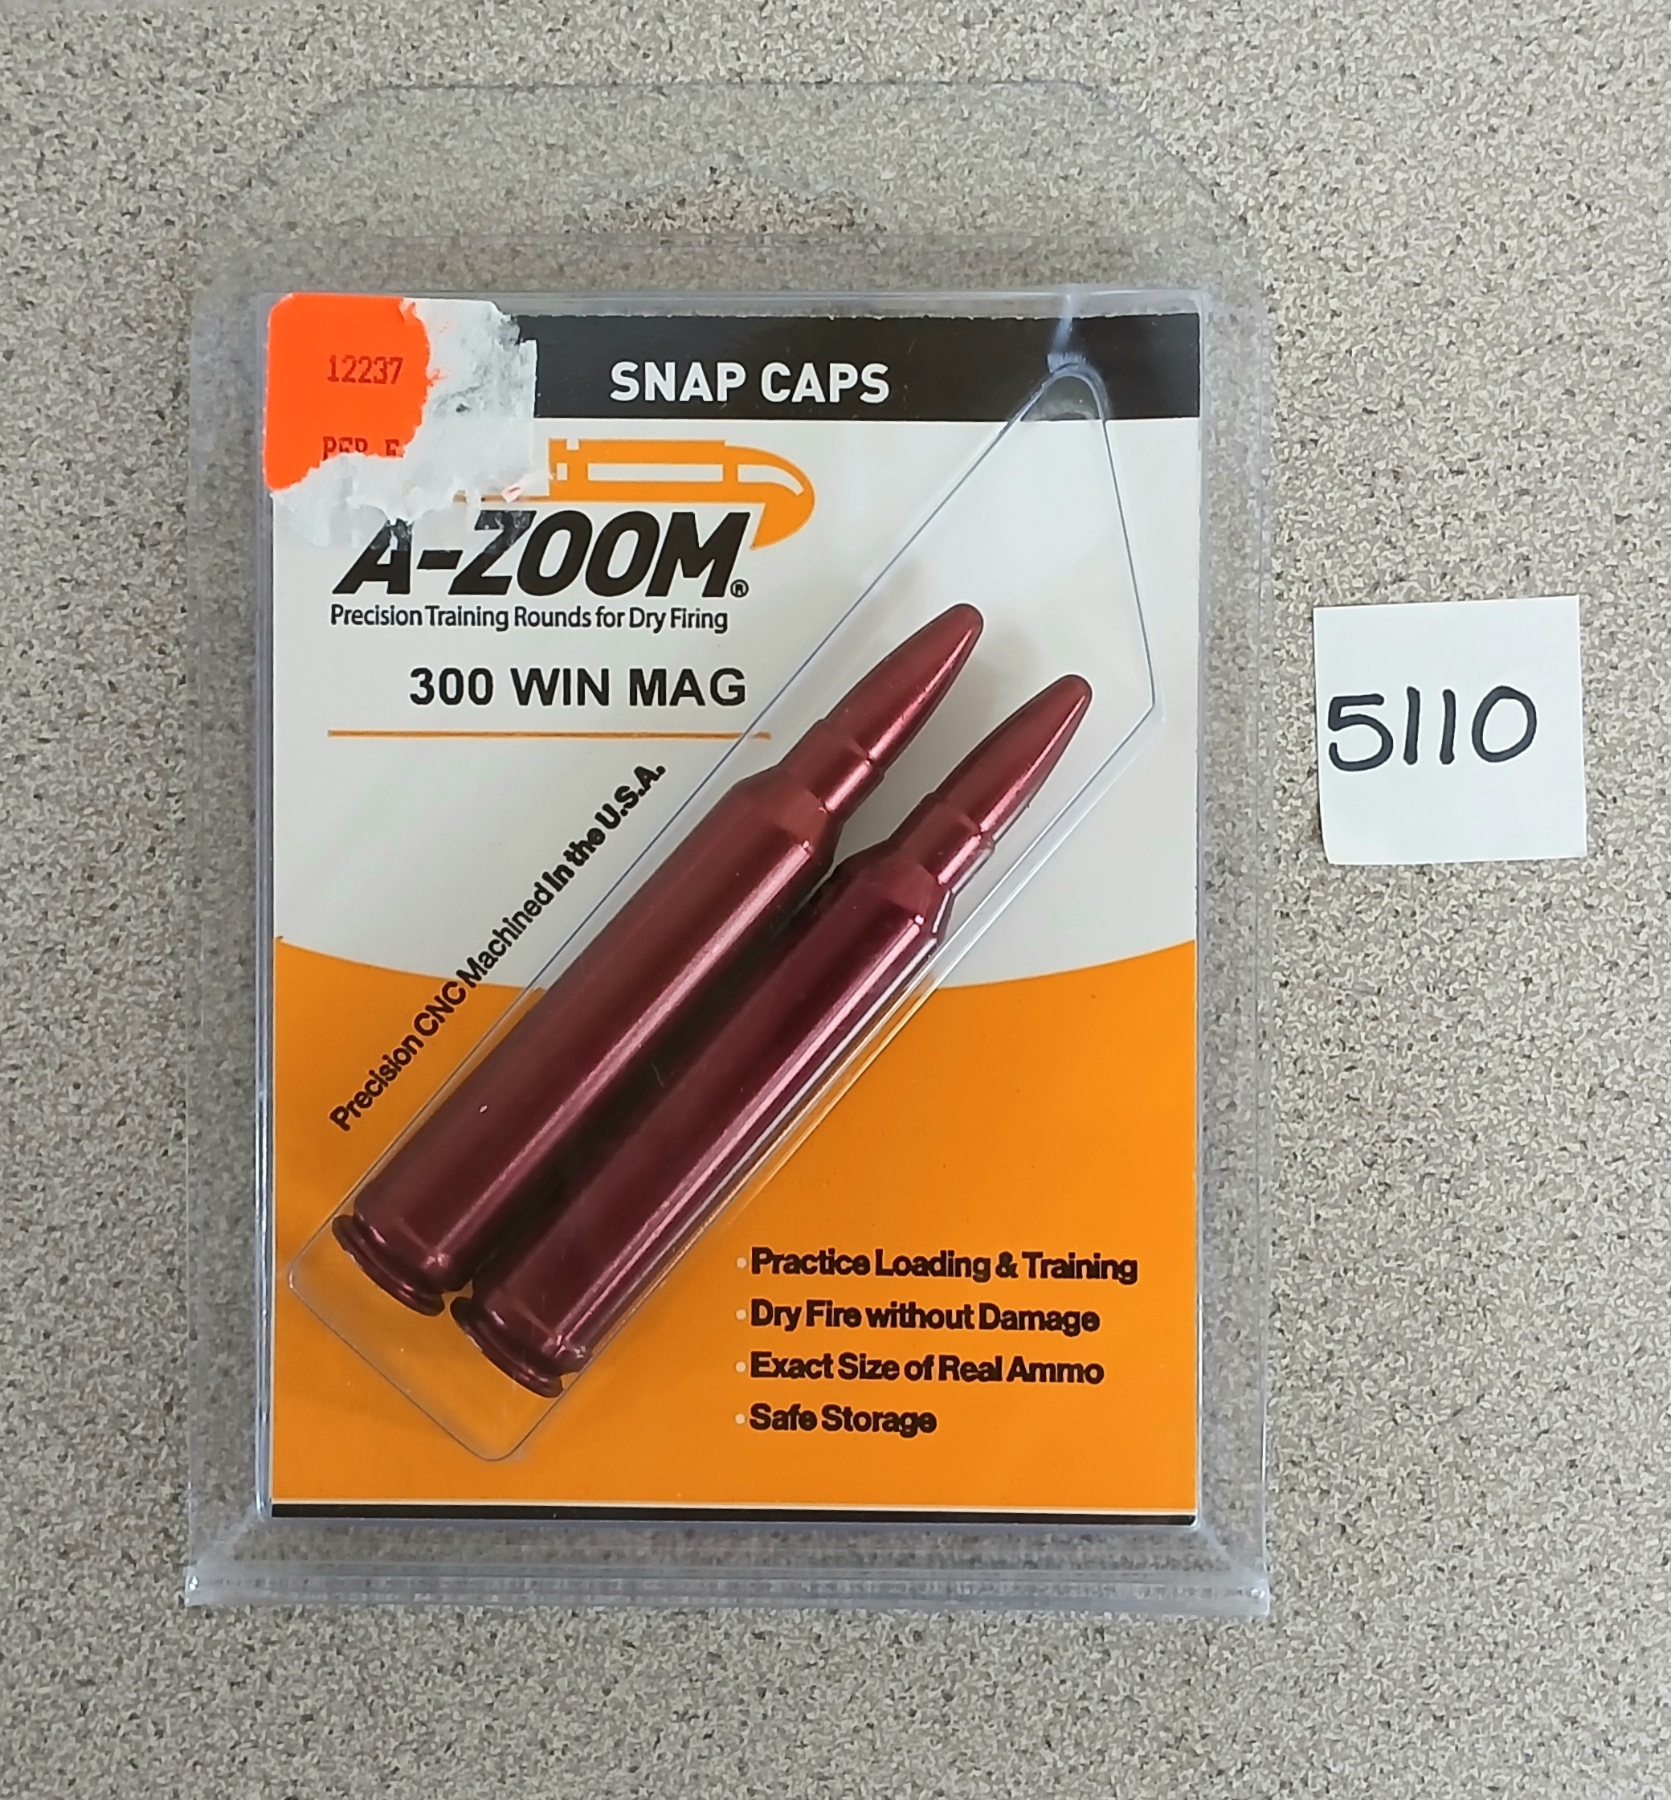 12237
SNAP CAPS
A-ZOOM®
Precision Training Rounds for Dry Firing
300 WIN MAG
Precision CNC Machined In the U.S.A.
5110
• Practice Loading & Training
• Dry Fire without Damage
• Exact Size of Real Ammo
• Safe Storage